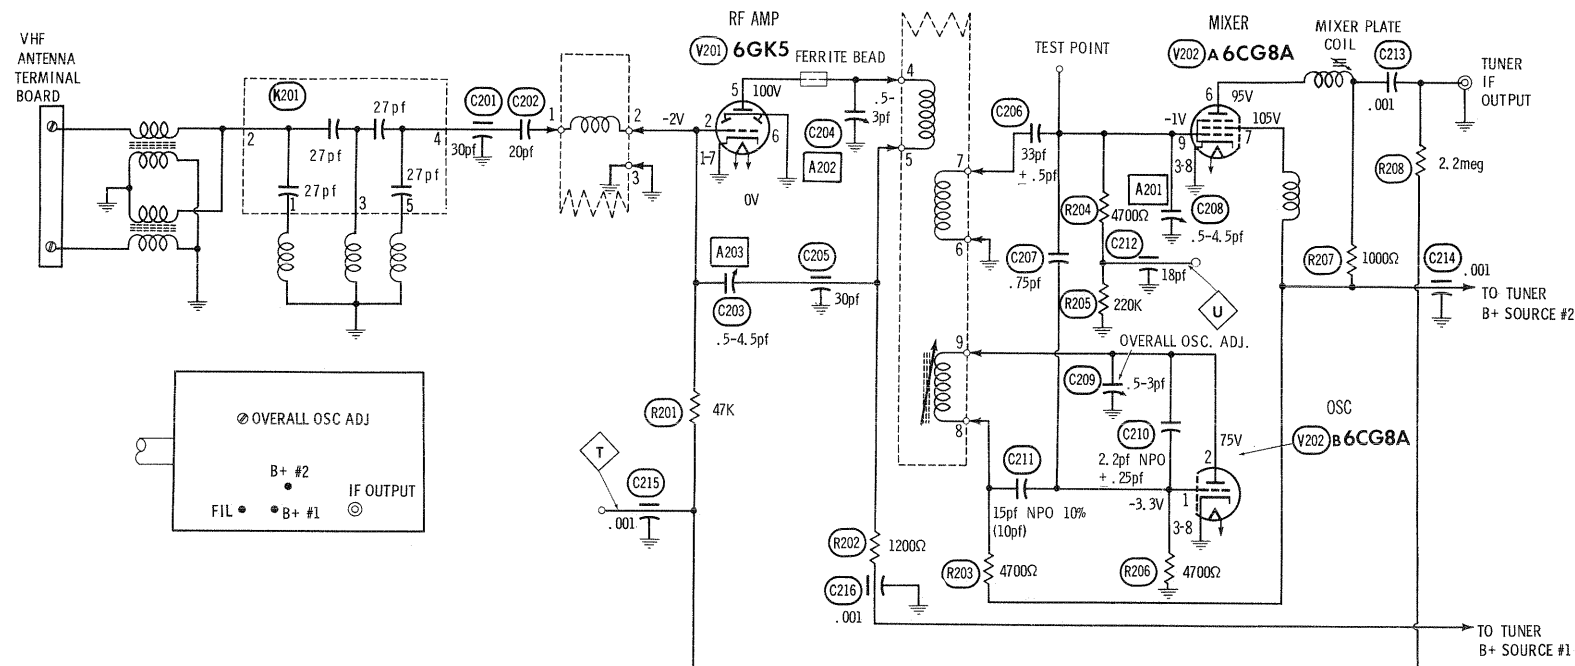 VHF
ANTENNA
TERMINAL
BOARD
K201
2
27pf
27pf
27pf
27pf
1
3
5
4
C201
30pf
C202
20pf
1
2
3
-2V
RF AMP
V201 6GK5
5
100V
2
6
1-7
0V
FERRITE BEAD
.5-
3pf
C204
A202
4
5
7
6
9
8
A203
C203
.5-4.5pf
C205
30pf
R201
47K
T
C215
.001
R202
1200Ω
C216
.001
TEST POINT
C206
33pf
± .5pf
C207
.75pf
R204
4700Ω
R205
220K
C212
18pf
U
A201
C208
.5-4.5pf
MIXER
V202 A 6CG8A
6
95V
-1V
9
3-8
105V
7
MIXER PLATE
COIL
C213
.001
TUNER
IF
OUTPUT
R208
2.2meg
R207
1000Ω
C214
.001
TO TUNER
B+ SOURCE #2
OVERALL OSC. ADJ.
C209
.5-3pf
C210
2.2pf NPO
± .25pf
C211
15pf NPO 10%
(10pf)
-3.3V
75V
2
1
3-8
OSC
V202 B 6CG8A
R203
4700Ω
R206
4700Ω
TO TUNER
B+ SOURCE #1
OVERALL OSC ADJ
B+ #2
IF OUTPUT
FIL
B+ #1